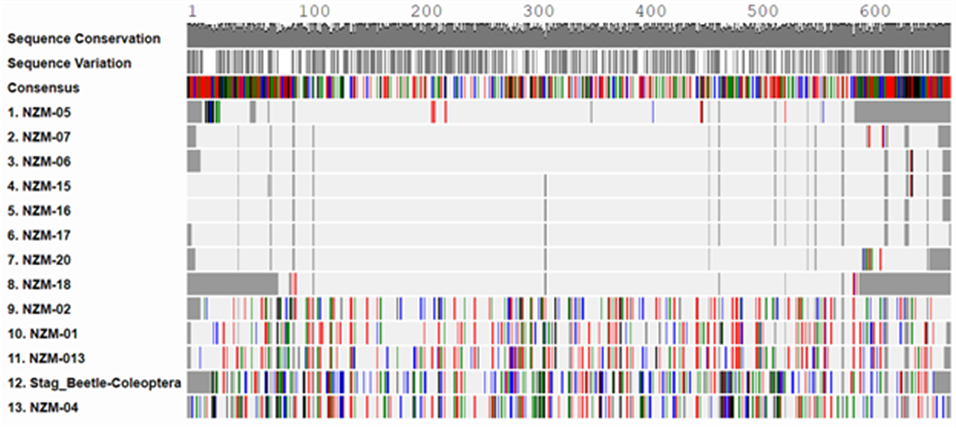 1 100 200 300 400 500 600
Sequence Conservation
Sequence Variation
Consensus
1. NZM-05
2. NZM-07
3. NZM-06
4. NZM-15
5. NZM-16
6. NZM-17
7. NZM-20
8. NZM-18
9. NZM-02
10. NZM-01
11. NZM-013
12. Stag_Beetle-Coleoptera
13. NZM-04